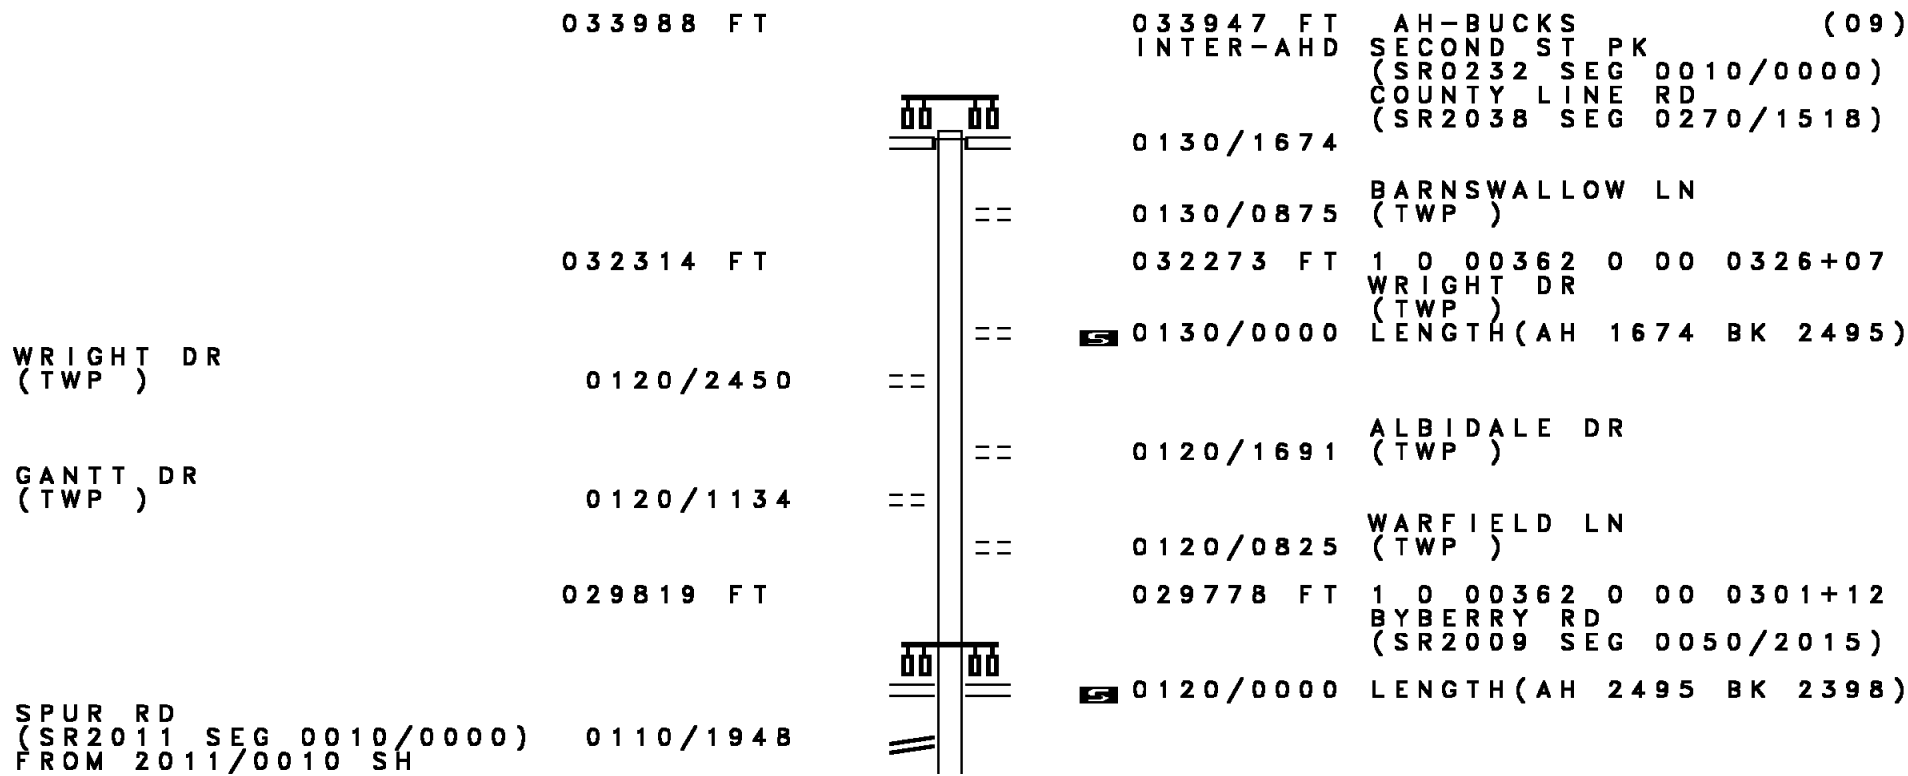 033988 FT 033947 FT AH-BUCKS (09)
INTER-AHD SECOND ST PK
(SR0232 SEG 0010/0000)
COUNTY LINE RD
(SR2038 SEG 0270/1518)
0130/1674
BARNSWALLOW LN
0130/0875 (TWP )
032314 FT 032273 FT 1 0 00362 0 00 0326+07
WRIGHT DR
(TWP )
S 0130/0000 LENGTH(AH 1674 BK 2495)
WRIGHT DR
(TWP ) 0120/2450
ALBIDALE DR
0120/1691 (TWP )
GANTT DR
(TWP ) 0120/1134
WARFIELD LN
0120/0825 (TWP )
029819 FT 029778 FT 1 0 00362 0 00 0301+12
BYBERRY RD
(SR2009 SEG 0050/2015)
S 0120/0000 LENGTH(AH 2495 BK 2398)
SPUR RD
(SR2011 SEG 0010/0000) 0110/1948
FROM 2011/0010 SH